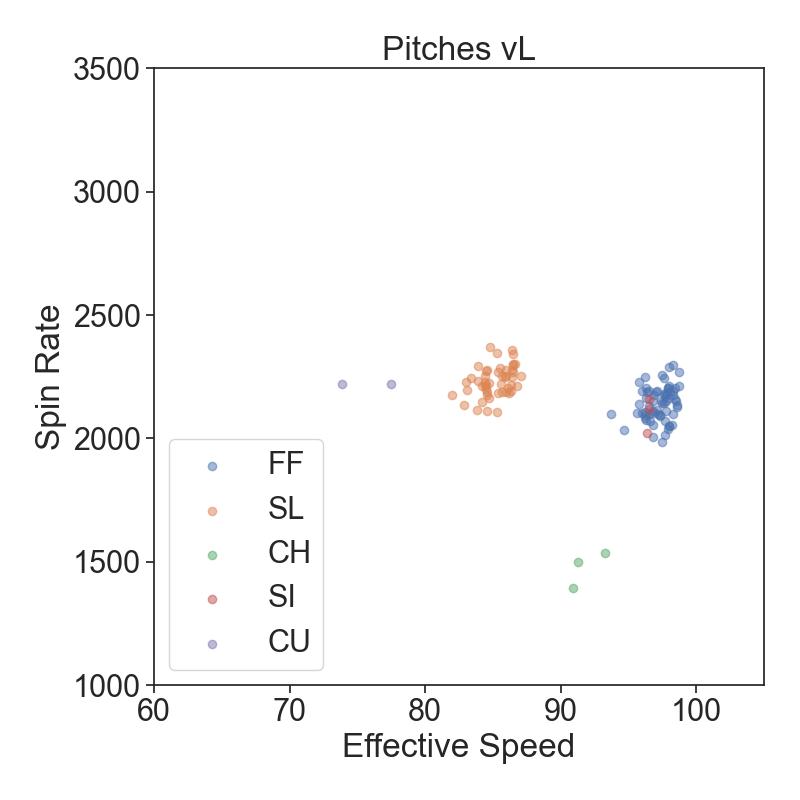 Pitches vL
3500
3000
2500
2000
1500
1000
Spin Rate
FF
SL
CH
SI
CU
60 70 80 90 100
Effective Speed